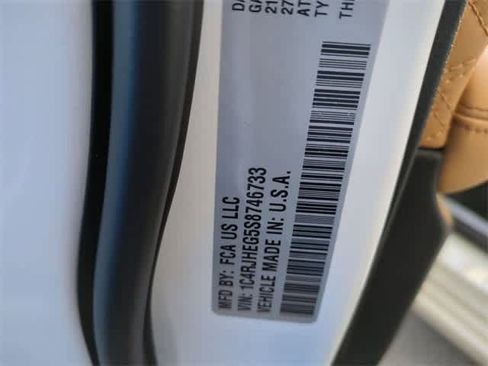 MFD BY: FCA US LLC
VIN: 1C4RJHEG5S8746733
VEHICLE MADE IN: U.S.A.